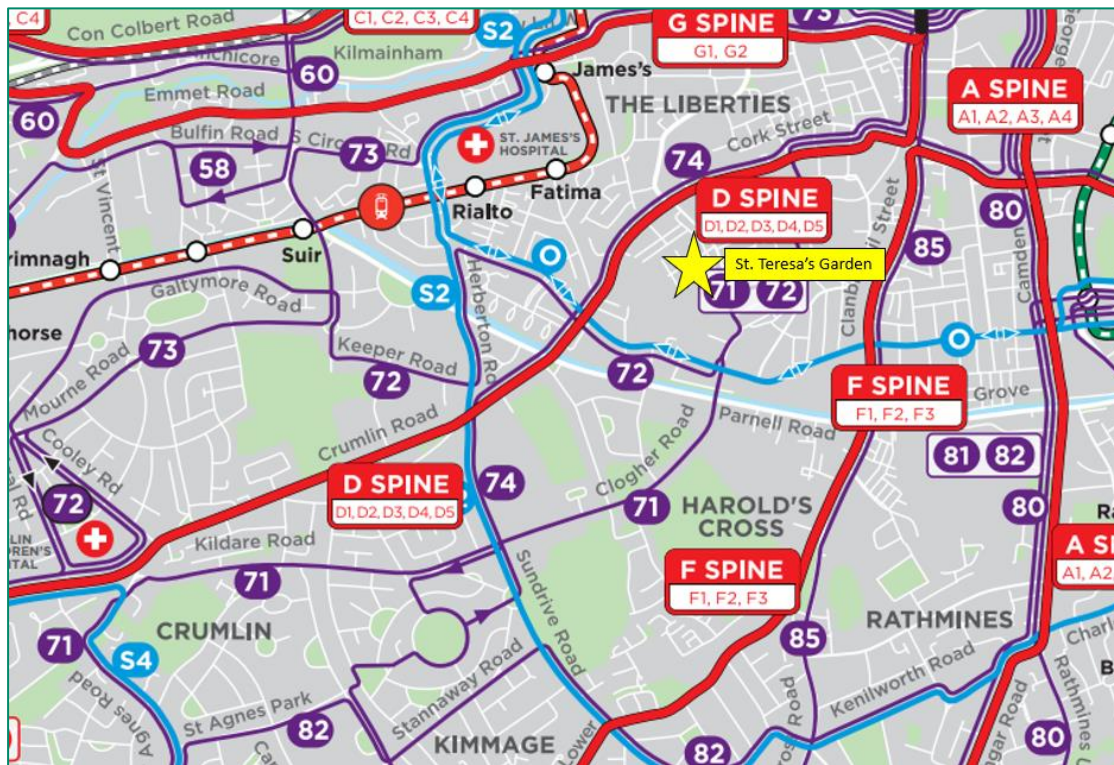 C4
C1, C2, C3, C4
Con Colbert Road
S2
Kilmainham
73
G SPINE
G1, G2
60
James's
Emmet Road
THE LIBERTIES
A SPINE
A1, A2, A3, A4
60
Bulfin Road
73
ST. JAMES'S
HOSPITAL
Cork Street
74
58
St Vincent
Fatima
D SPINE
D1, D2, D3, D4, D5
Rialto
80
Camden
Suir
85
St. Teresa's Garden
O
71 72
S2
Herberton
Galtymore Road
O
73
Keeper Road
72
72
Mourne Road
F SPINE
F1, F2, F3
Grove
Parnell Road
Crumlin Road
81 82
Cooley Rd
Clogher Road
D SPINE
D1, D2, D3, D4, D5
74
71
80
72
HAROLD'S
CROSS
Kildare Road
A1, A2
71
F SPINE
F1, F2, F3
Sundrive Road
RATHMINES
CRUMLIN
71
S4
85
Kenilworth Road
Agnes Road
St Agnes Park
Stannaway Road
82
80
KIMMAGE
Lower
82
Rathmines